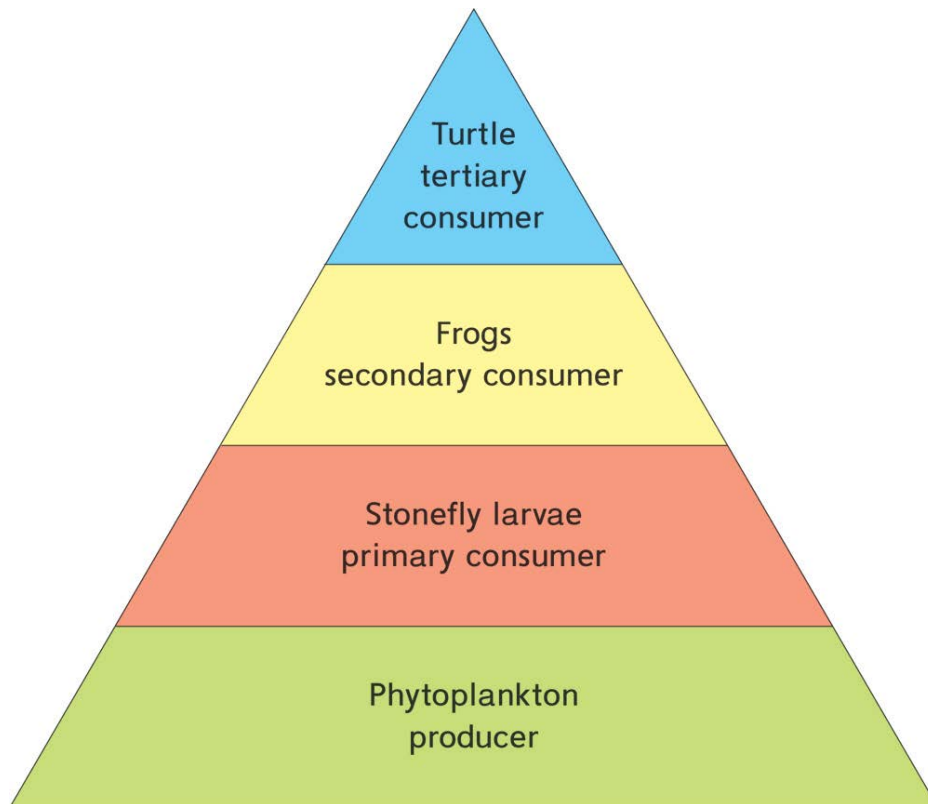 Turtle
tertiary
consumer
Frogs
secondary consumer
Stonefly larvae
primary consumer
Phytoplankton
producer